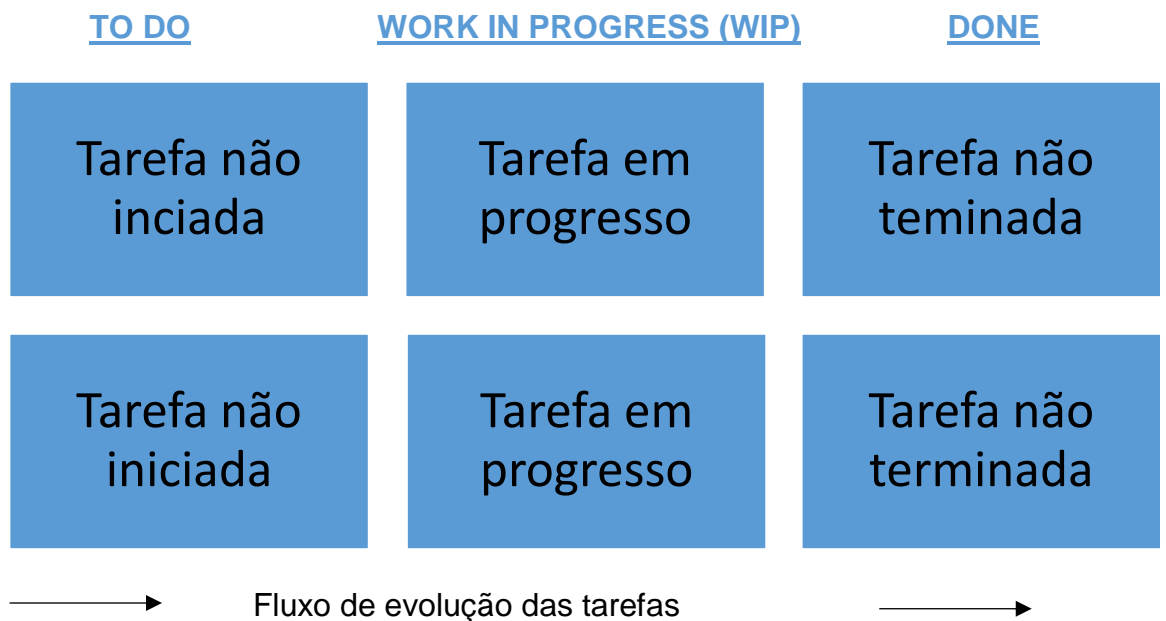 TO DO
WORK IN PROGRESS (WIP)
DONE
Tarefa não
inciada
Tarefa em
progresso
Tarefa não
teminada
Tarefa não
iniciada
Tarefa em
progresso
Tarefa não
terminada
Fluxo de evolução das tarefas